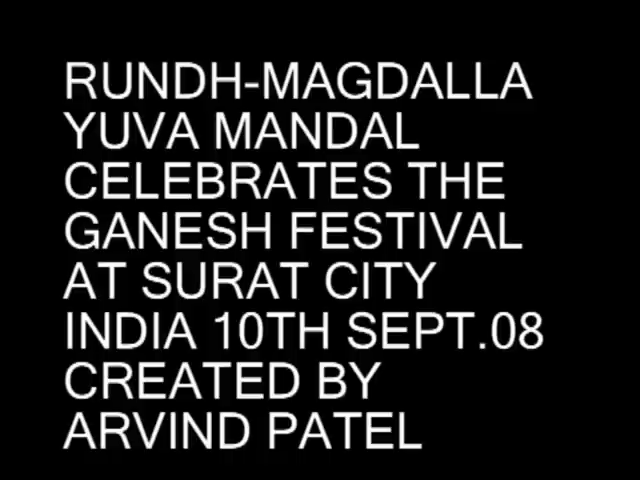 RUNDH-MAGDALLA
YUVA MANDAL
CELEBRATES THE
GANESH FESTIVAL
AT SURAT CITY
INDIA 10TH SEPT.08
CREATED BY
ARVIND PATEL